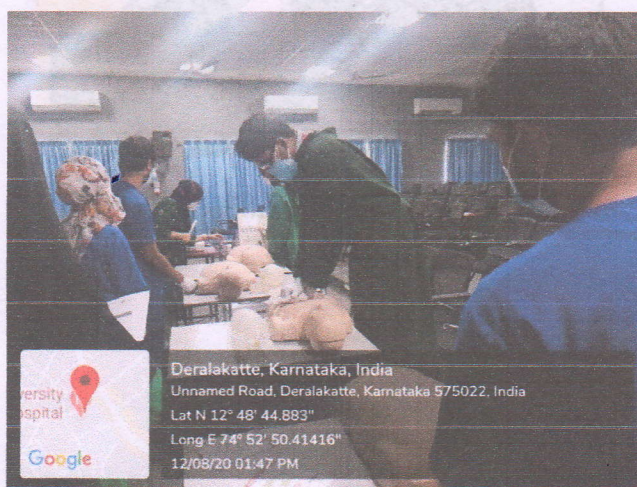 versity
ospital
Google
Deralakatte, Karnataka, India
Unnamed Road, Deralakatte, Karnataka 575022, India
Lat N 12° 48' 44.883"
Long E 74° 52' 50.41416"
12/08/20 01:47 PM